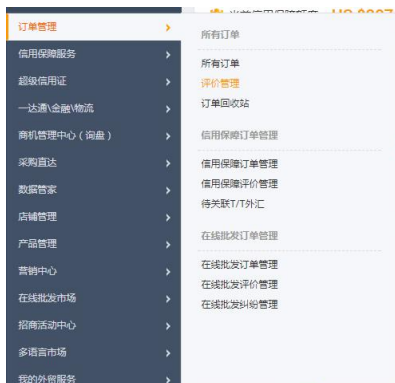 订单管理
信用保障服务
超级信用证
一达通\金融\物流
商机管理中心（询盘）
采购直达
数据管家
店铺管理
产品管理
营销中心
在线批发市场
招商活动中心
多语言市场
我的外贸服务
所有订单
所有订单
评价管理
订单回收站
信用保障订单管理
信用保障订单管理
信用保障评价管理
待关联T/T外汇
在线批发订单管理
在线批发订单管理
在线批发评价管理
在线批发纠纷管理